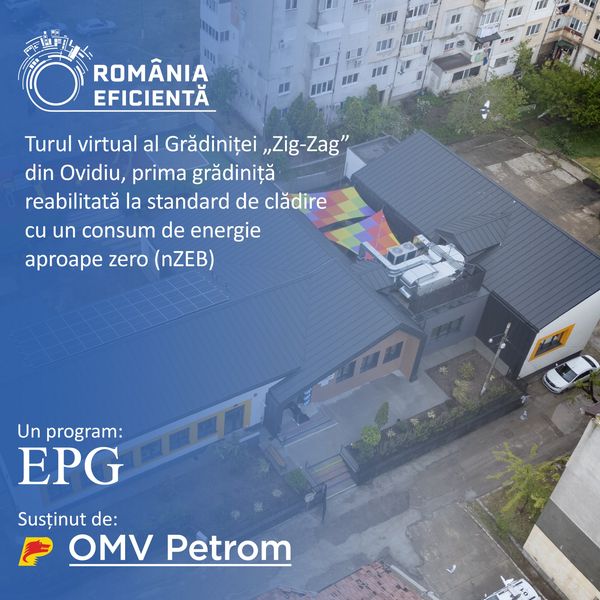 ROMÂNIA
EFICIENTĂ
Turul virtual al Grădiniței „Zig-Zag”
din Ovidiu, prima grădiniță
reabilitată la standard de clădire
cu un consum de energie
aproape zero (nZEB)
Un program:
EPG
Susținut de:
OMV Petrom